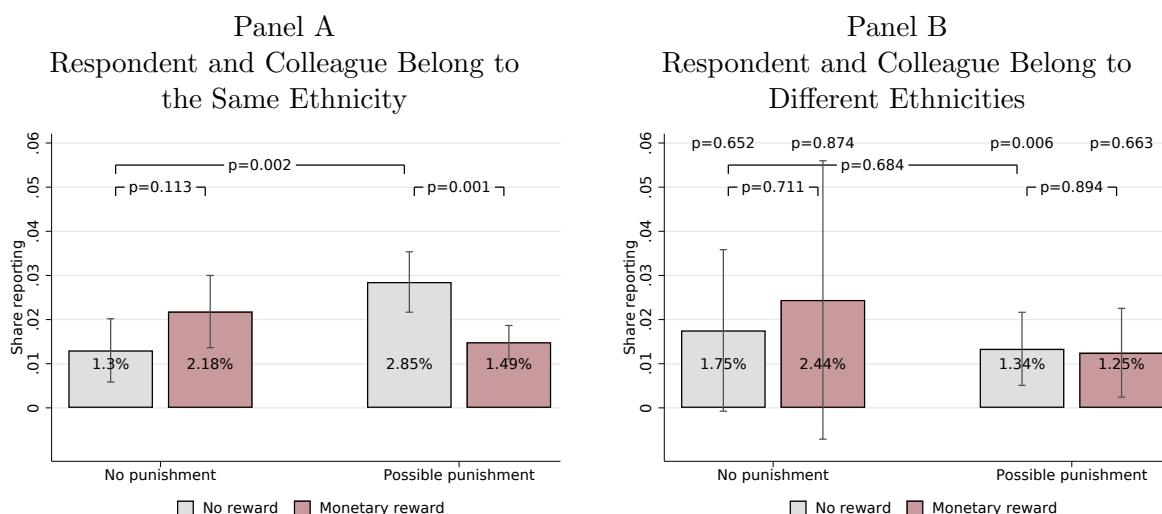 Panel A
Respondent and Colleague Belong to
the Same Ethnicity
.06
.05
.04
.03
.02
.01
0
Share reporting
p=0.002
p=0.113
p=0.001
1.3%
2.18%
2.85%
1.49%
No punishment
Possible punishment
No reward
Monetary reward
Panel B
Respondent and Colleague Belong to
Different Ethnicities
.06
.05
.04
.03
.02
.01
0
Share reporting
p=0.652
p=0.874
p=0.006
p=0.663
p=0.684
p=0.711
p=0.894
1.75%
2.44%
1.34%
1.25%
No punishment
Possible punishment
No reward
Monetary reward